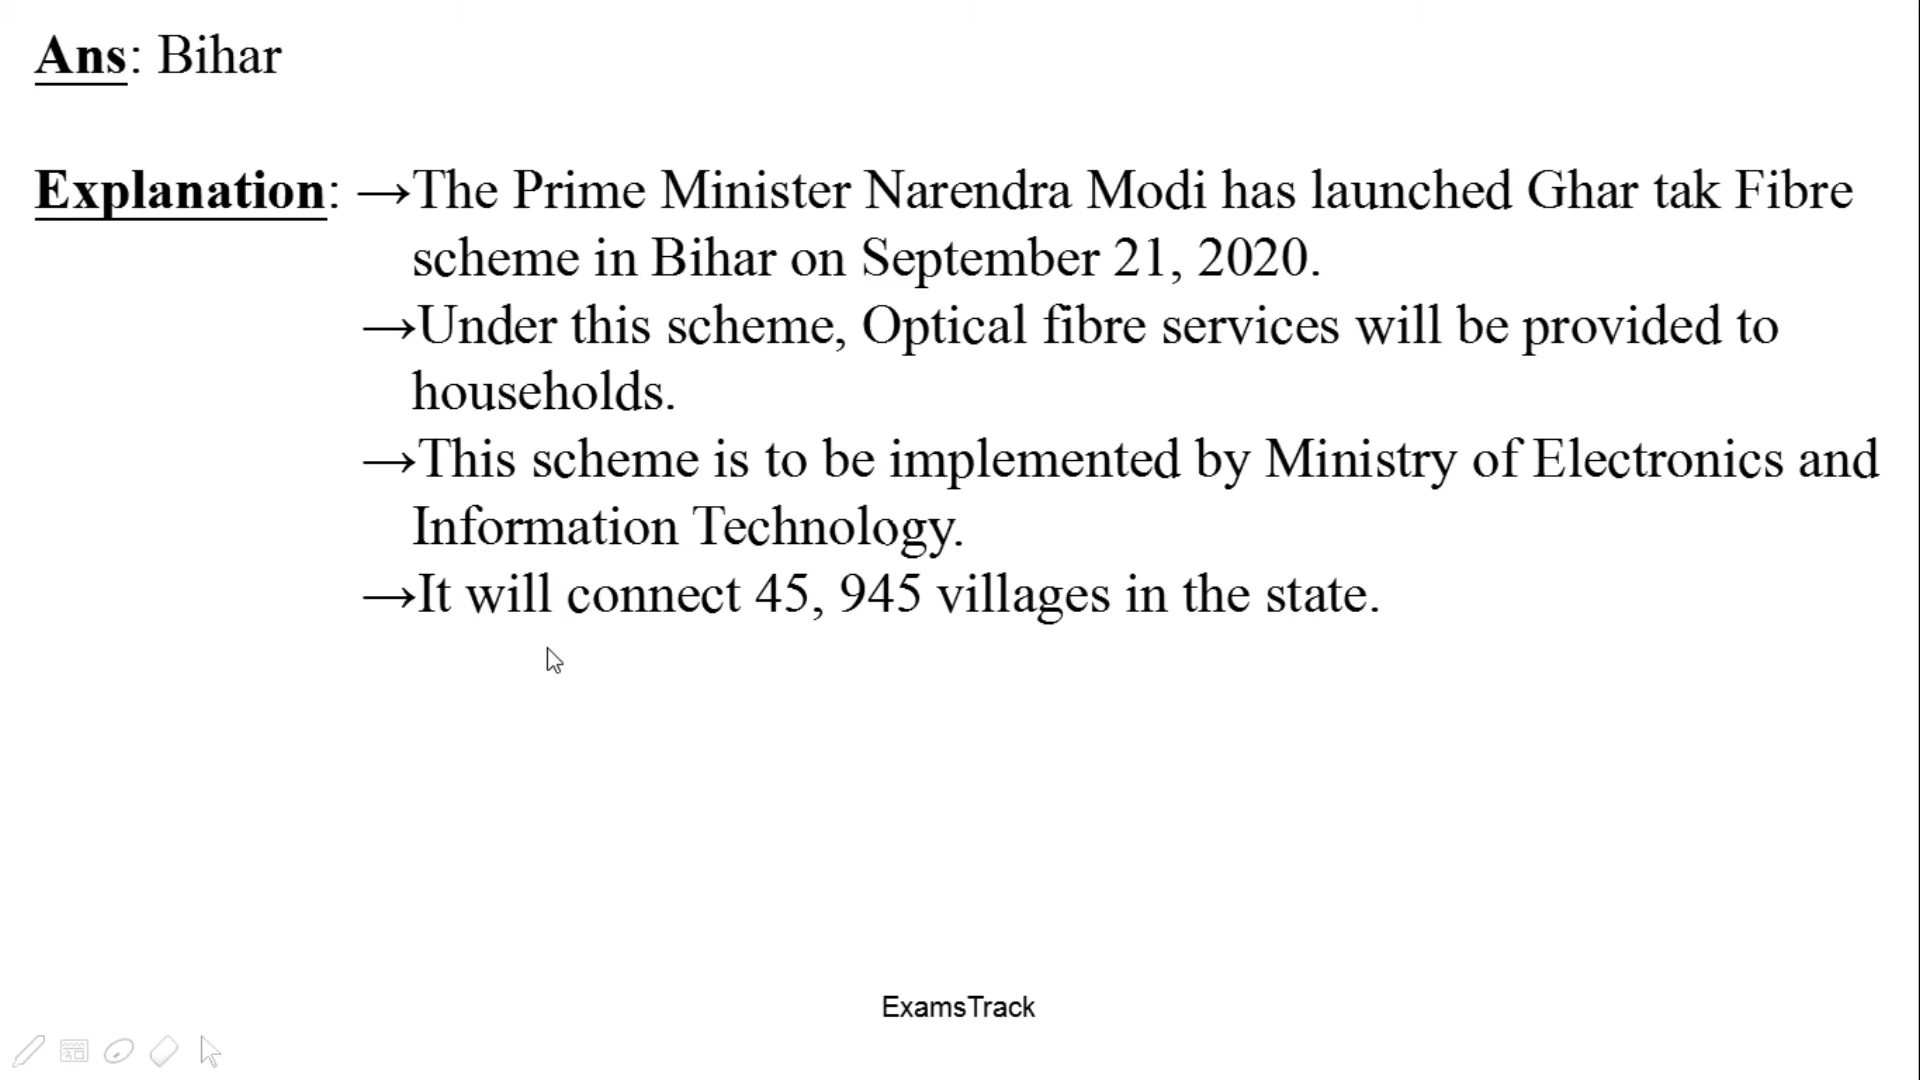 Ans: Bihar
Explanation: →The Prime Minister Narendra Modi has launched Ghar tak Fibre
scheme in Bihar on September 21, 2020.
→Under this scheme, Optical fibre services will be provided to
households.
→This scheme is to be implemented by Ministry of Electronics and
Information Technology.
→It will connect 45, 945 villages in the state.
ExamsTrack